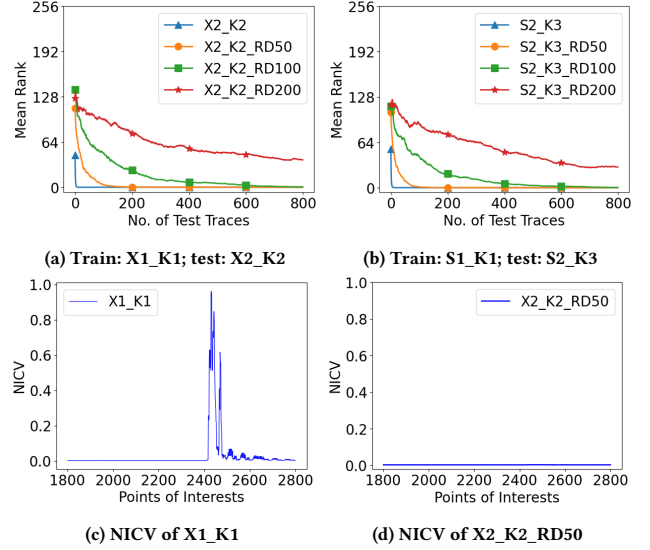 256
192
128
64
0
Mean Rank
X2_K2
X2_K2_RD50
X2_K2_RD100
X2_K2_RD200
0 200 400 600 800
No. of Test Traces
(a) Train: X1_K1; test: X2_K2
256
192
128
64
0
Mean Rank
S2_K3
S2_K3_RD50
S2_K3_RD100
S2_K3_RD200
0 200 400 600 800
No. of Test Traces
(b) Train: S1_K1; test: S2_K3
1.0
0.8
0.6
0.4
0.2
0.0
NICV
X1_K1
1800 2000 2200 2400 2600 2800
Points of Interests
(c) NICV of X1_K1
1.0
0.8
0.6
0.4
0.2
0.0
NICV
X2_K2_RD50
1800 2000 2200 2400 2600 2800
Points of Interests
(d) NICV of X2_K2_RD50